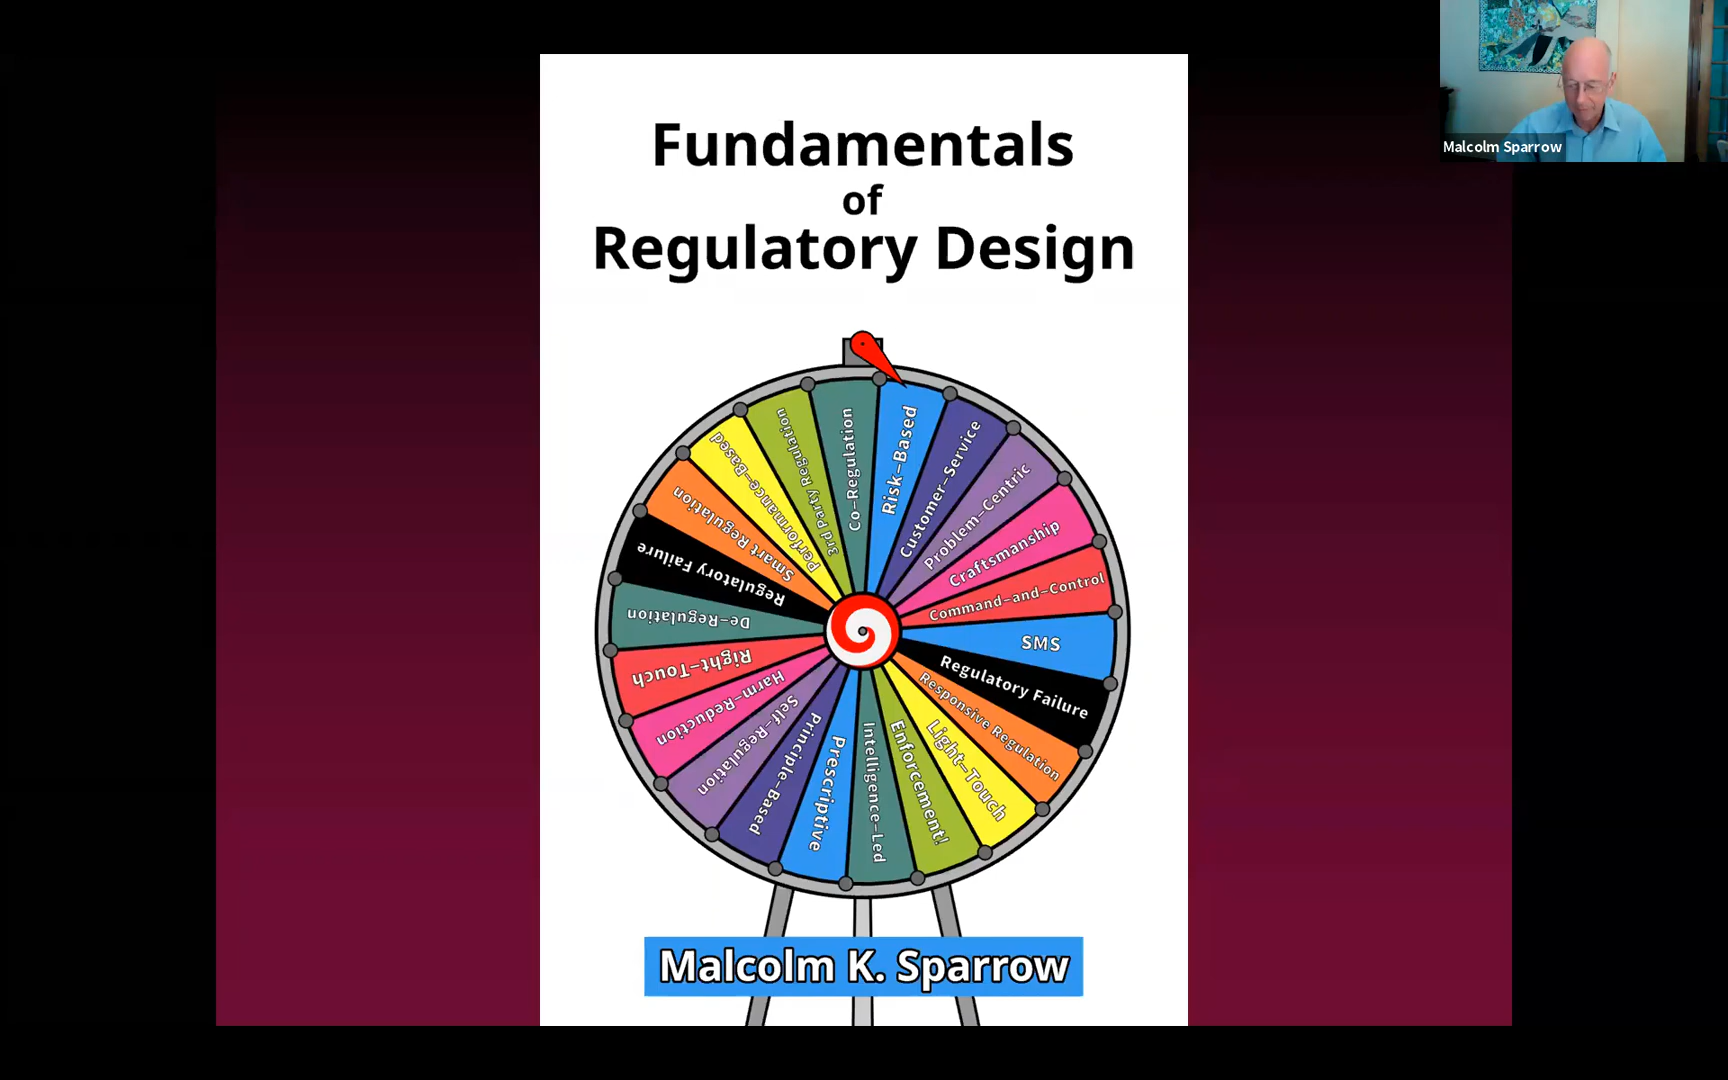 Malcolm Sparrow
Fundamentals
of
Regulatory Design
Risk-Based
Customer-Service
Problem-Centric
Craftsmanship
Command-and-Control
SMS
Regulatory Failure
Responsive Regulation
Light-Touch
Enforcement!
Intelligence-Led
Prescriptive
Principle-Based
Self-Regulation
Harm-Reduction
Right-Touch
De-Regulation
Regulatory Failure
Smart Regulation
Performance-Based
3rd Party Regulation
Co-Regulation
Malcolm K. Sparrow